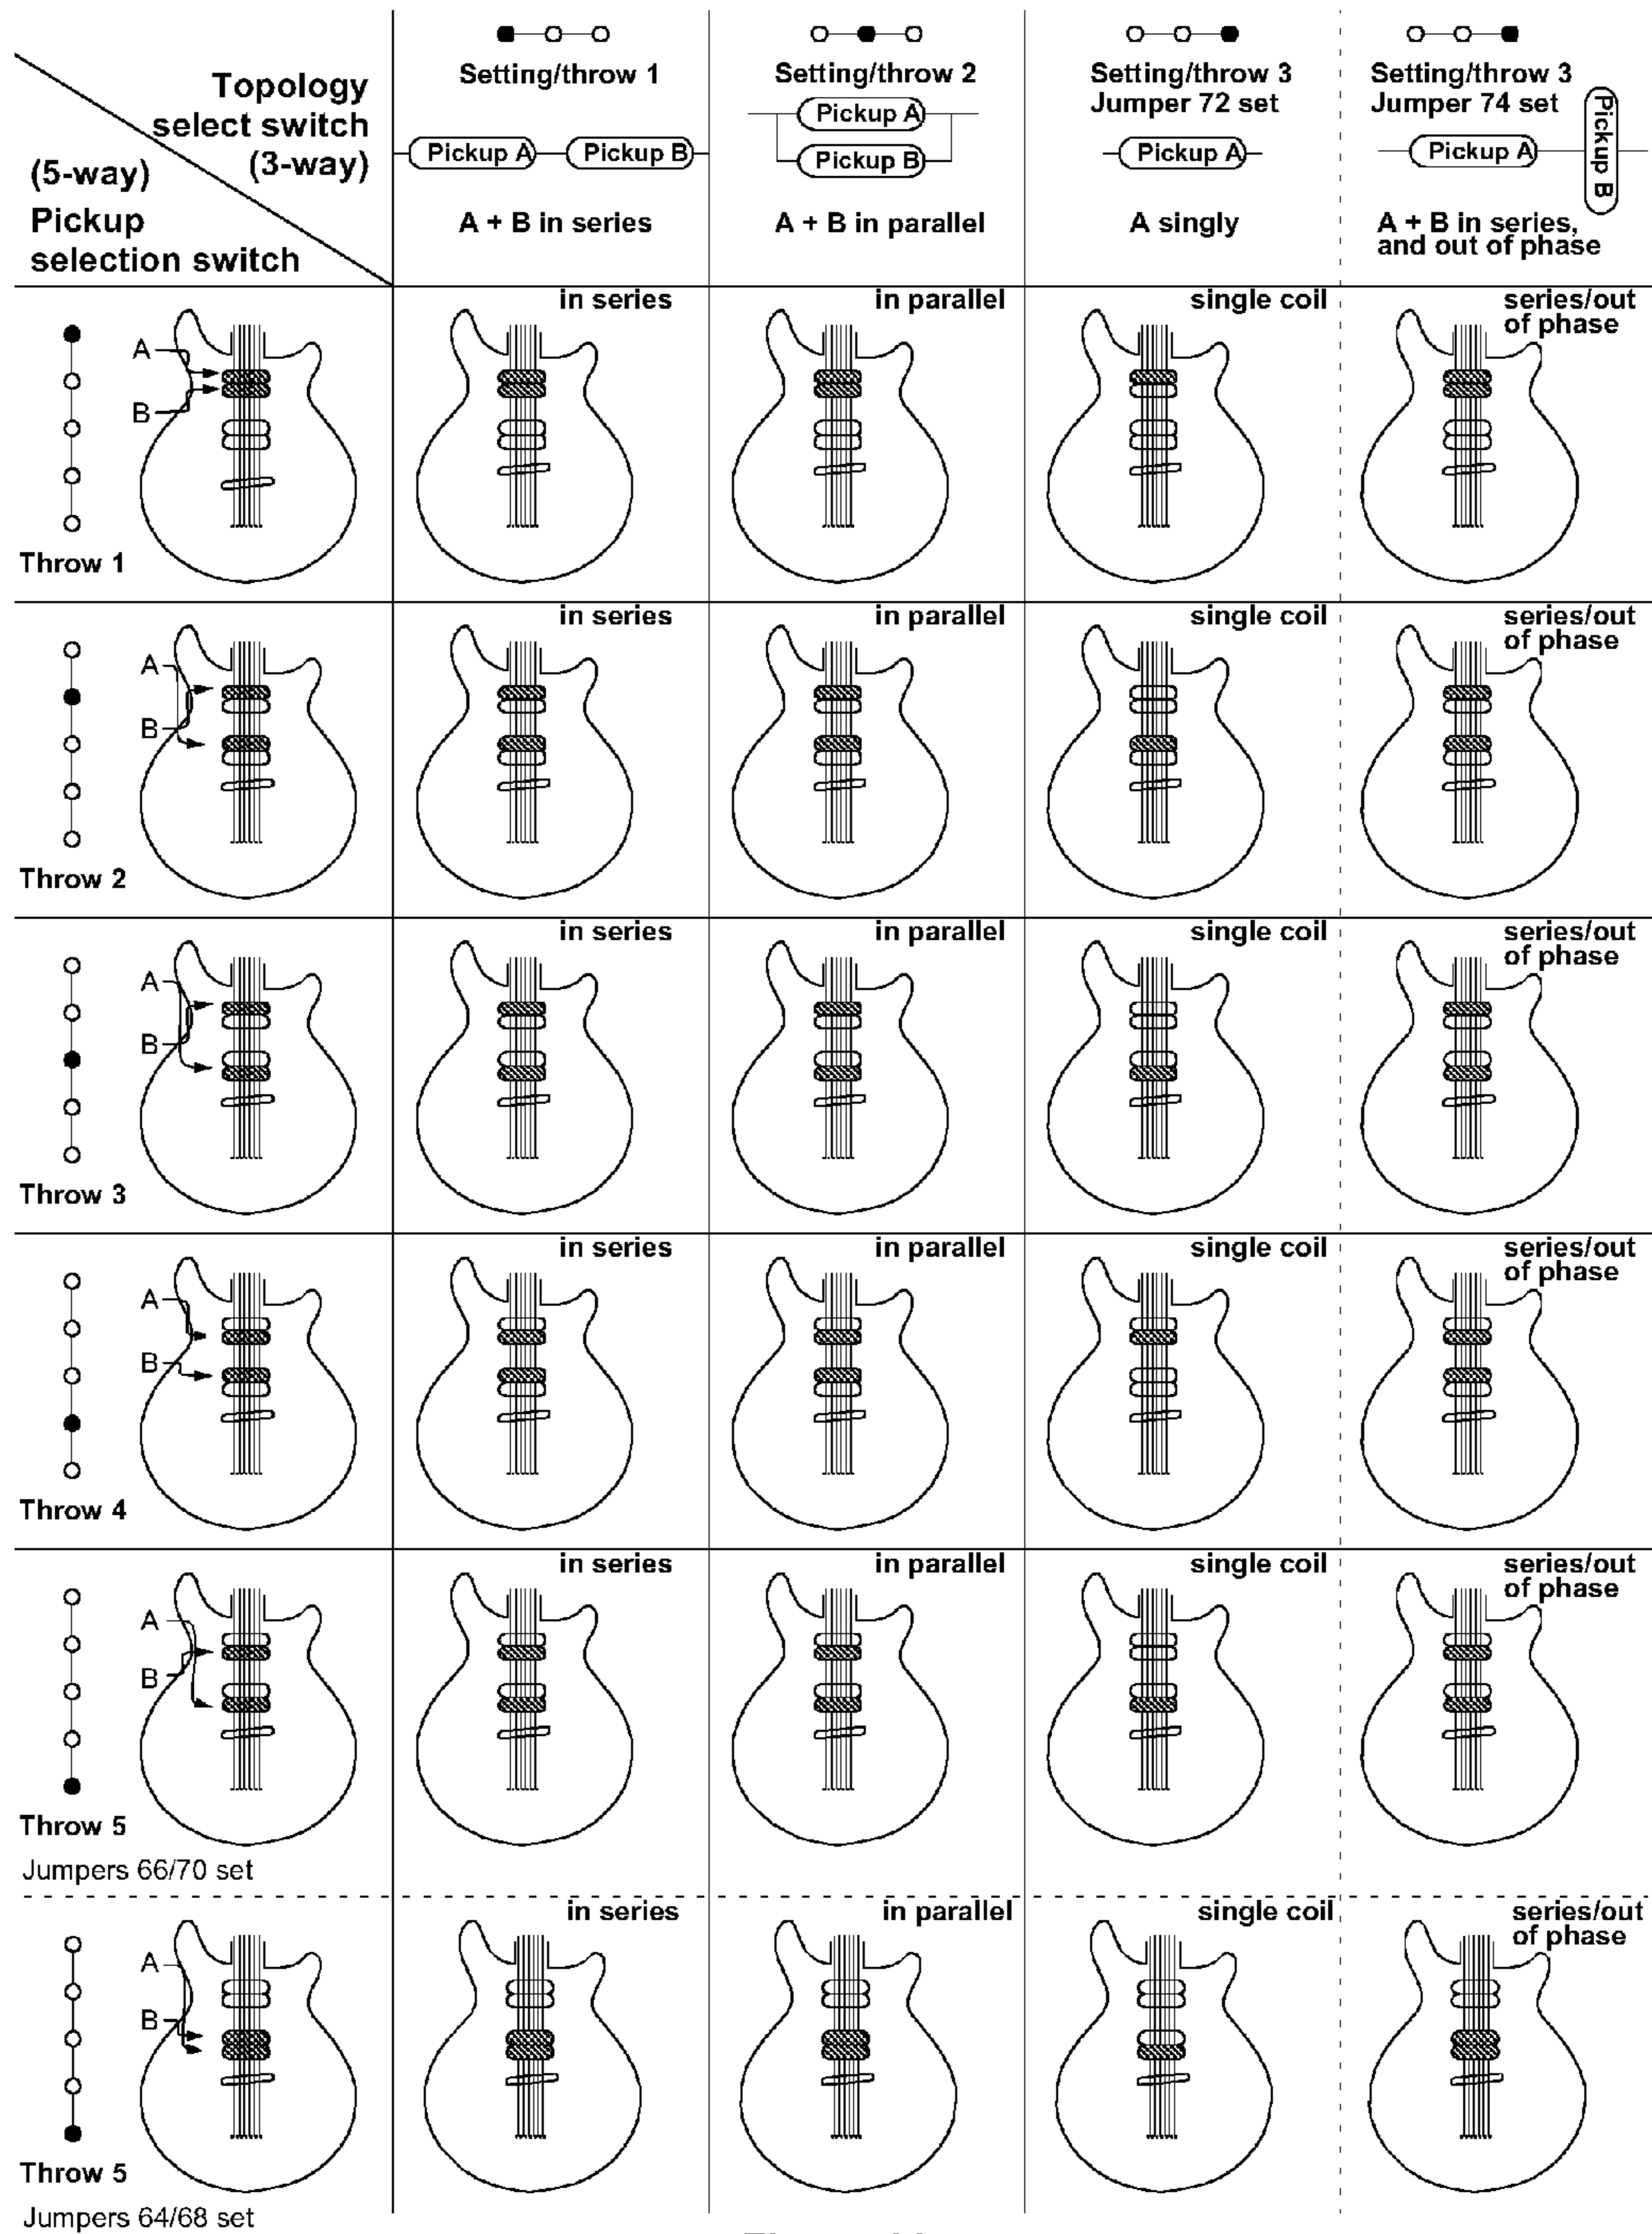 Topology
select switch
(3-way)
(5-way)
Pickup
selection switch
Setting/throw 1
Pickup A Pickup B
A + B in series
Setting/throw 2
Pickup A
Pickup B
A + B in parallel
Setting/throw 3
Jumper 72 set
Pickup A
A singly
Setting/throw 3
Jumper 74 set
Pickup A
Pickup B
A + B in series,
and out of phase
A
B
Throw 1
in series
in parallel
single coil
series/out
of phase
A
B
Throw 2
in series
in parallel
single coil
series/out
of phase
A
B
Throw 3
in series
in parallel
single coil
series/out
of phase
A
B
Throw 4
in series
in parallel
single coil
series/out
of phase
A
B
Throw 5
Jumpers 66/70 set
in series
in parallel
single coil
series/out
of phase
A
B
Throw 5
Jumpers 64/68 set
in series
in parallel
single coil
series/out
of phase